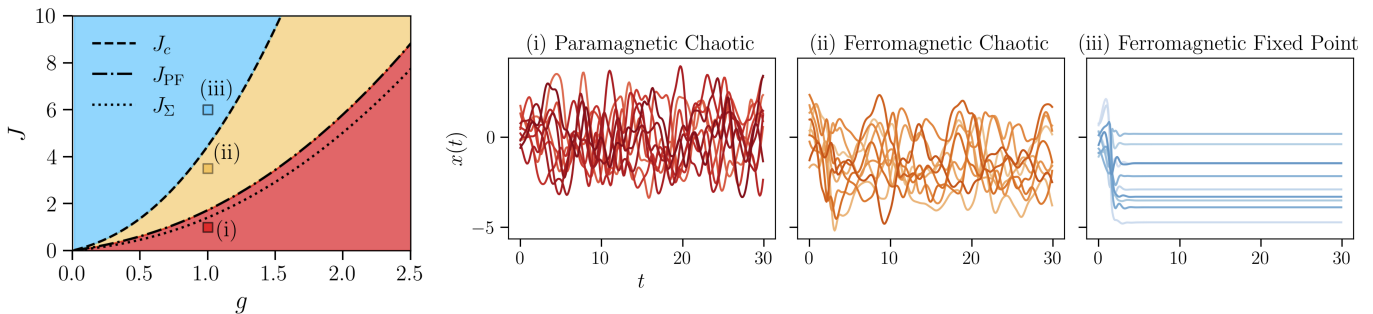 10
8
6
4
2
0
J
J_c
J_PF
J_Σ
(iii)
(ii)
(i)
0.0 0.5 1.0 1.5 2.0 2.5
g
(i) Paramagnetic Chaotic
0
−5
x(t)
0 10 20 30
t
(ii) Ferromagnetic Chaotic
0 10 20 30
(iii) Ferromagnetic Fixed Point
0 10 20 30